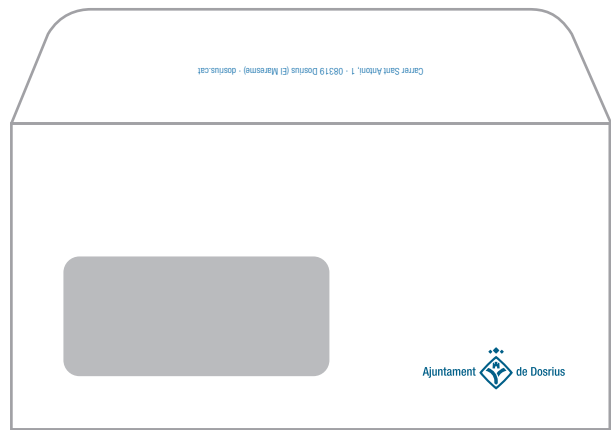 Carrer Sant Antoni, 1 - 08319 Dosrius (El Maresme) - dosrius.cat
Ajuntament de Dosrius